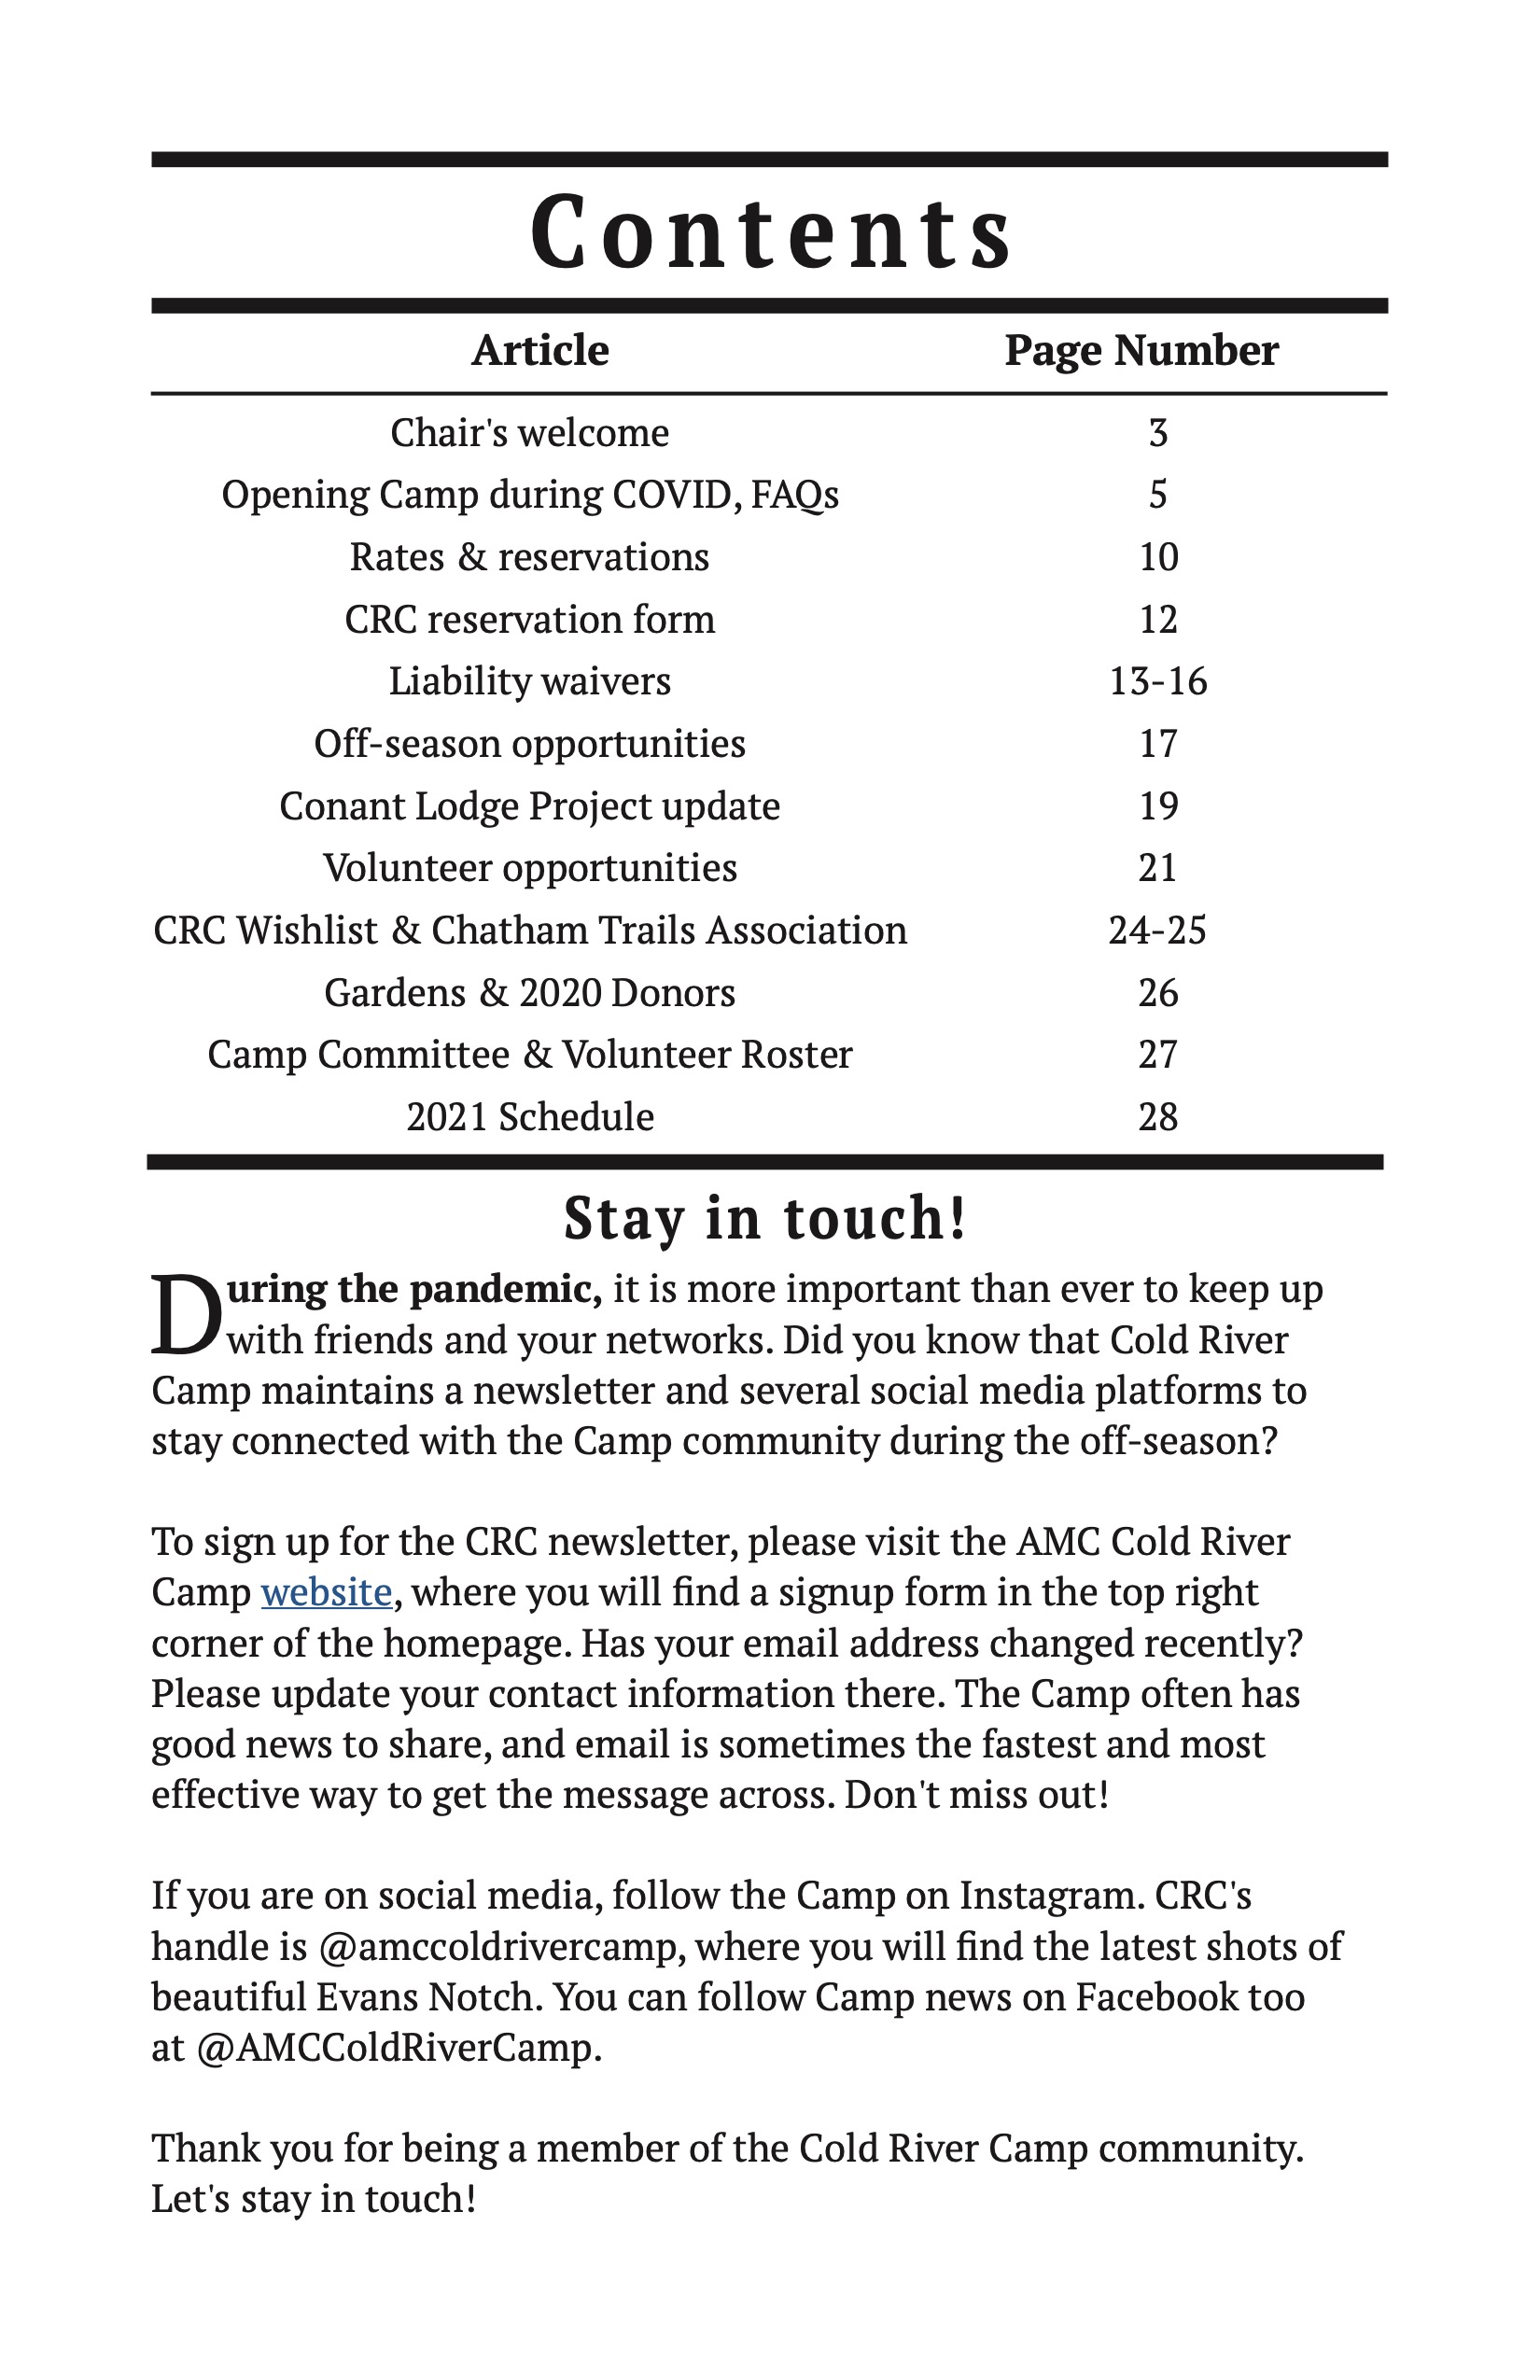 Contents
Article Page Number
Chair's welcome 3
Opening Camp during COVID, FAQs 5
Rates & reservations 10
CRC reservation form 12
Liability waivers 13-16
Off-season opportunities 17
Conant Lodge Project update 19
Volunteer opportunities 21
CRC Wishlist & Chatham Trails Association 24-25
Gardens & 2020 Donors 26
Camp Committee & Volunteer Roster 27
2021 Schedule 28
Stay in touch!
During the pandemic, it is more important than ever to keep up
with friends and your networks. Did you know that Cold River
Camp maintains a newsletter and several social media platforms to
stay connected with the Camp community during the off-season?
To sign up for the CRC newsletter, please visit the AMC Cold River
Camp website, where you will find a signup form in the top right
corner of the homepage. Has your email address changed recently?
Please update your contact information there. The Camp often has
good news to share, and email is sometimes the fastest and most
effective way to get the message across. Don't miss out!
If you are on social media, follow the Camp on Instagram. CRC's
handle is @amccoldrivercamp, where you will find the latest shots of
beautiful Evans Notch. You can follow Camp news on Facebook too
at @AMCColdRiverCamp.
Thank you for being a member of the Cold River Camp community.
Let's stay in touch!